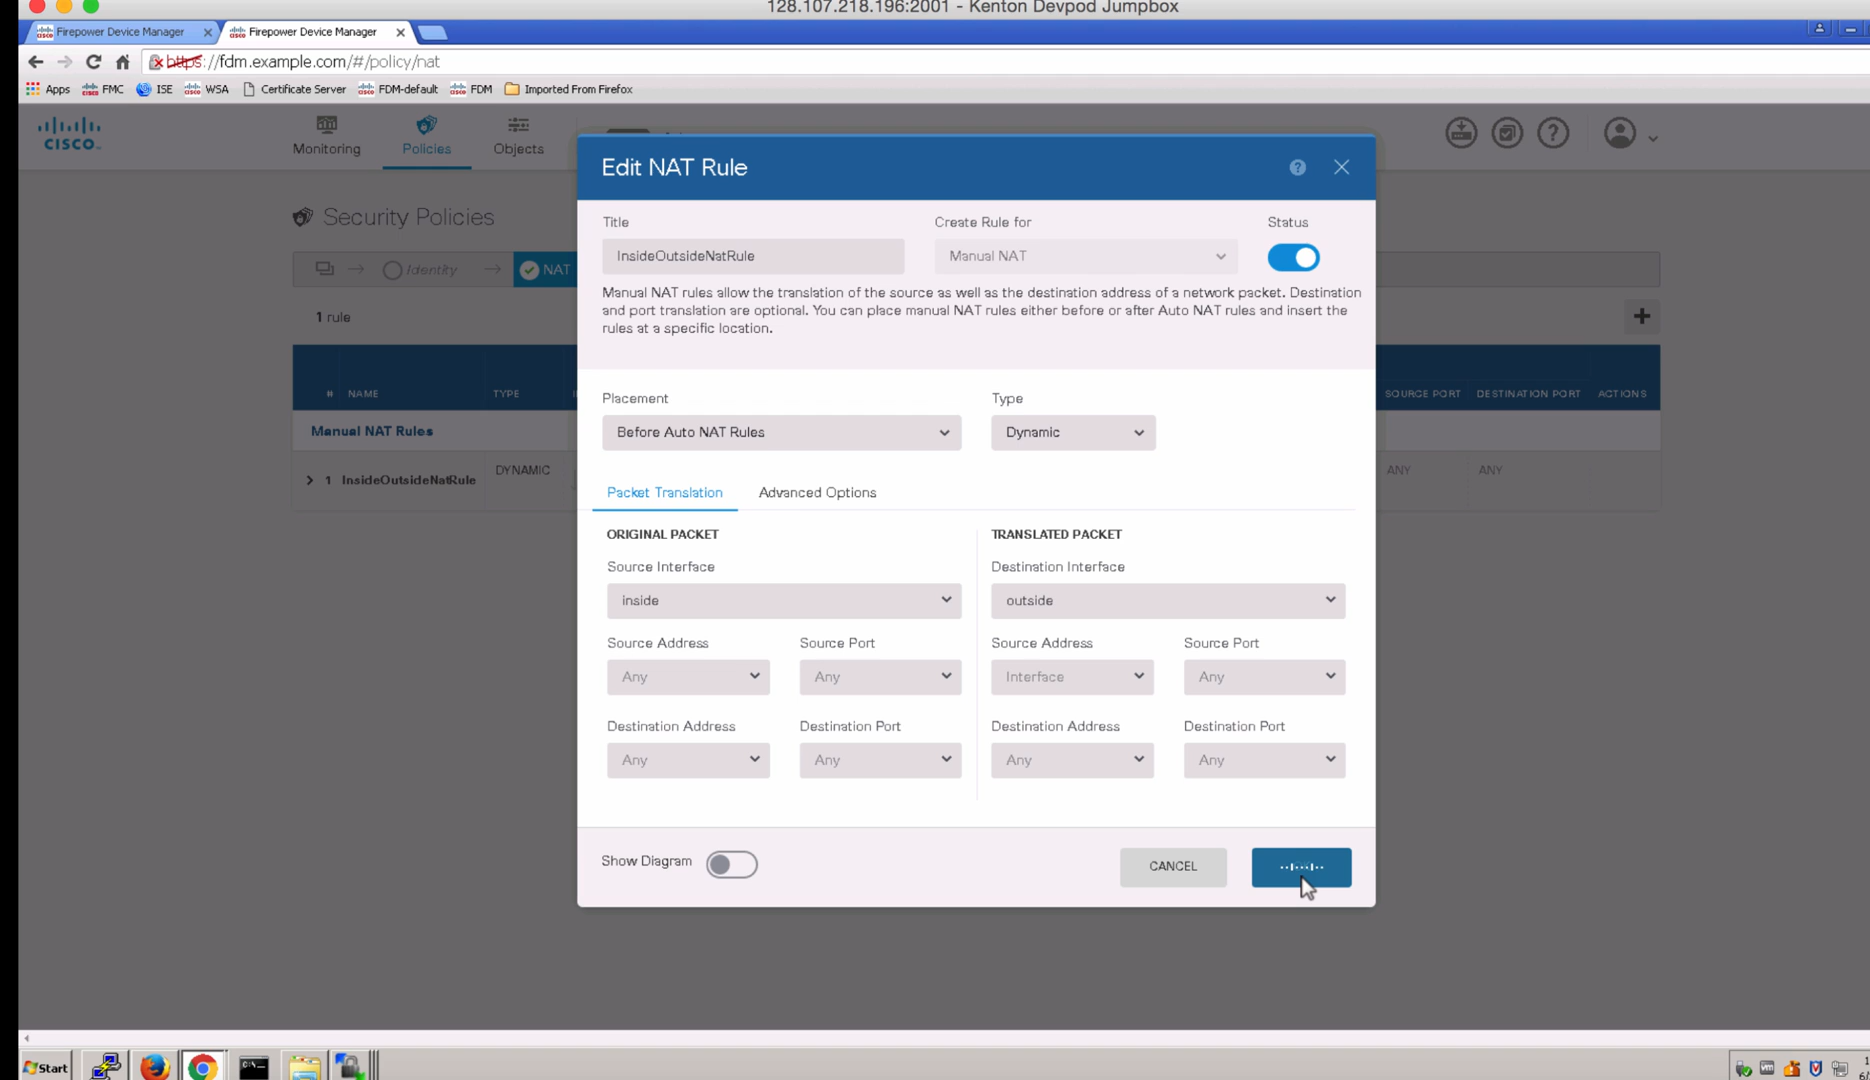 128.107.218.196:2001 - Kenton Devpod Jumpbox
Firepower Device Manager
Firepower Device Manager
https://fdm.example.com/#/policy/nat
Apps FMC ISE WSA Certificate Server FDM-default FDM Imported From Firefox
CISCO
Monitoring Policies Objects
Security Policies
Identity NAT
1 rule
# NAME TYPE SOURCE PORT DESTINATION PORT ACTIONS
Manual NAT Rules
1 InsideOutsideNatRule DYNAMIC ANY ANY
Edit NAT Rule
Title Create Rule for Status
InsideOutsideNatRule Manual NAT
Manual NAT rules allow the translation of the source as well as the destination address of a network packet. Destination
and port translation are optional. You can place manual NAT rules either before or after Auto NAT rules and insert the
rules at a specific location.
Placement Type
Before Auto NAT Rules Dynamic
Packet Translation Advanced Options
ORIGINAL PACKET TRANSLATED PACKET
Source Interface Destination Interface
inside outside
Source Address Source Port Source Address Source Port
Any Any Interface Any
Destination Address Destination Port Destination Address Destination Port
Any Any Any Any
Show Diagram CANCEL
Start